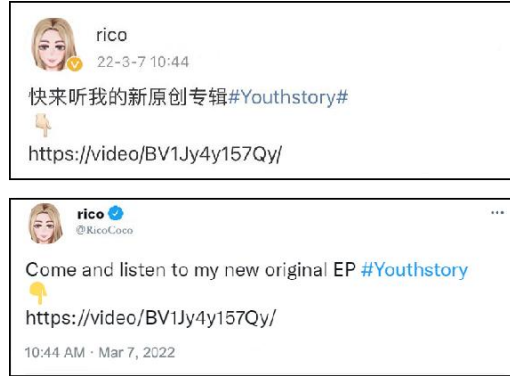 rico
22-3-7 10:44
快来听我的新原创专辑#Youthstory#
👇🏻
https://video/BV1Jy4y157Qy/
rico
@RicoCoco
Come and listen to my new original EP #Youthstory
👇
https://video/BV1Jy4y157Qy/
10:44 AM · Mar 7, 2022